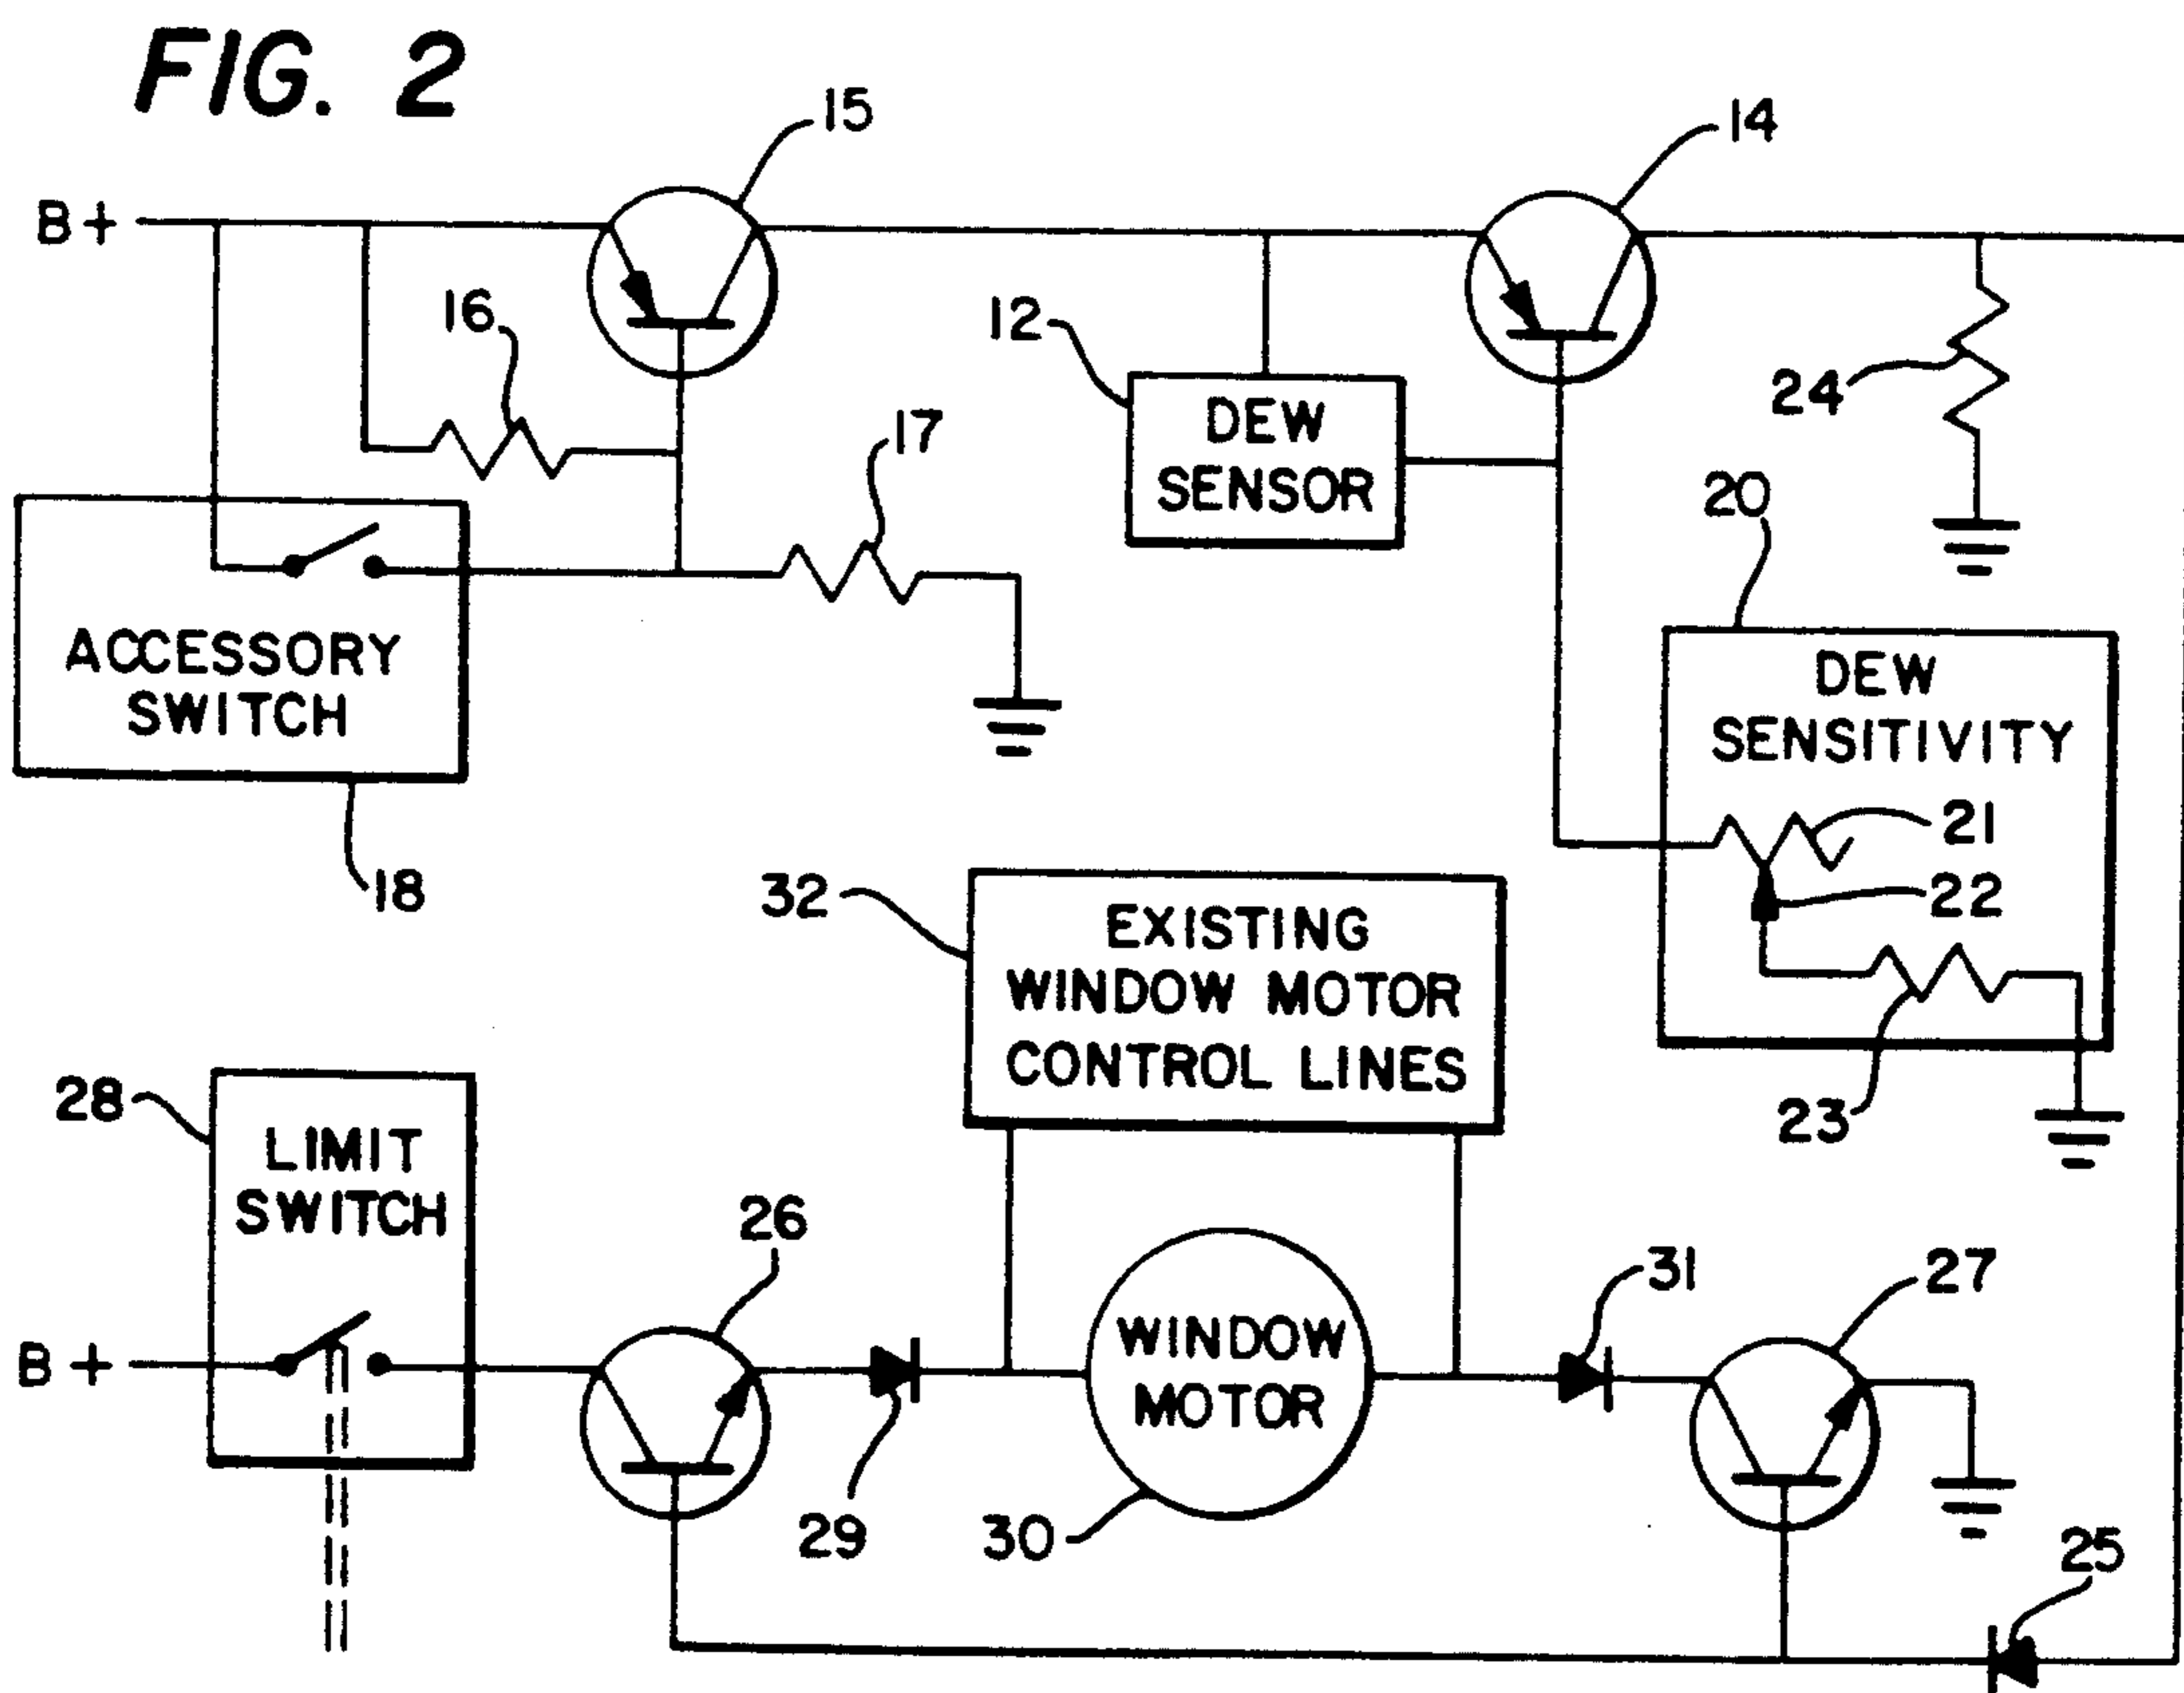 FIG. 2
15
14
B+
16
12
17
DEW
SENSOR
24
20
ACCESSORY
SWITCH
DEW
SENSITIVITY
21
22
18
32
EXISTING
WINDOW MOTOR
CONTROL LINES
23
28
LIMIT
SWITCH
26
31
27
B+
WINDOW
MOTOR
29
30
25